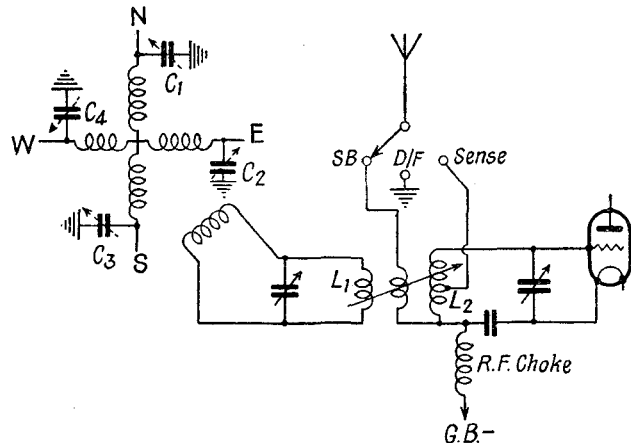 N
C1
C4
W
E
C2
C3
S
SB
D/F
Sense
L1
L2
R.F. Choke
G.B.-